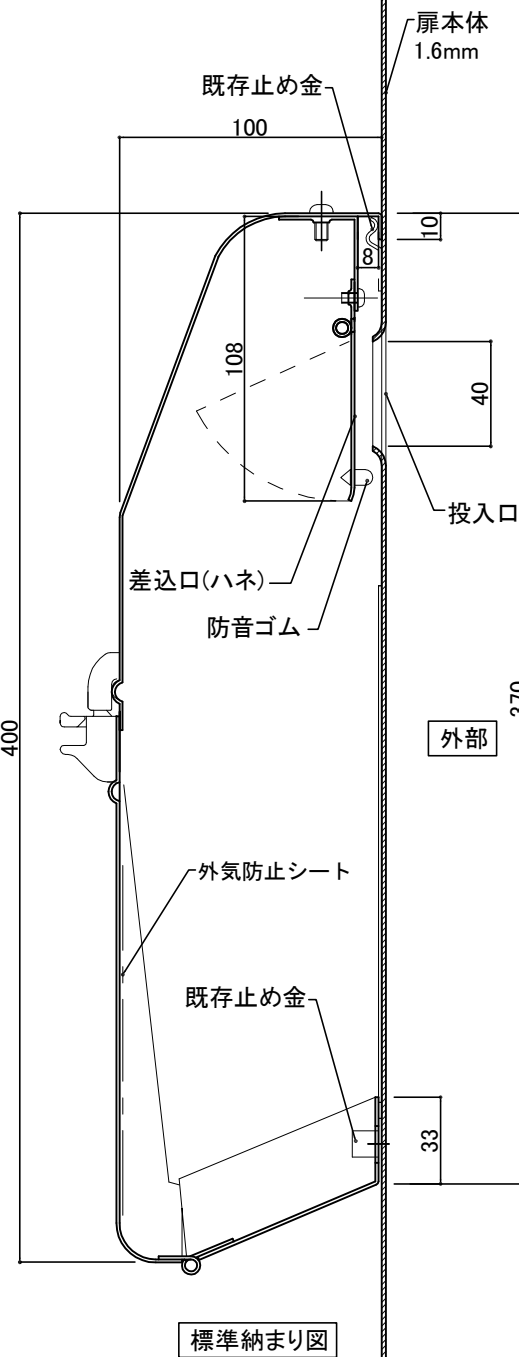 扉本体
1.6mm
既存止め金
100
10
8
108
40
投入口
差込口(ハネ)
防音ゴム
370
400
外部
外気防止シート
既存止め金
33
標準納まり図